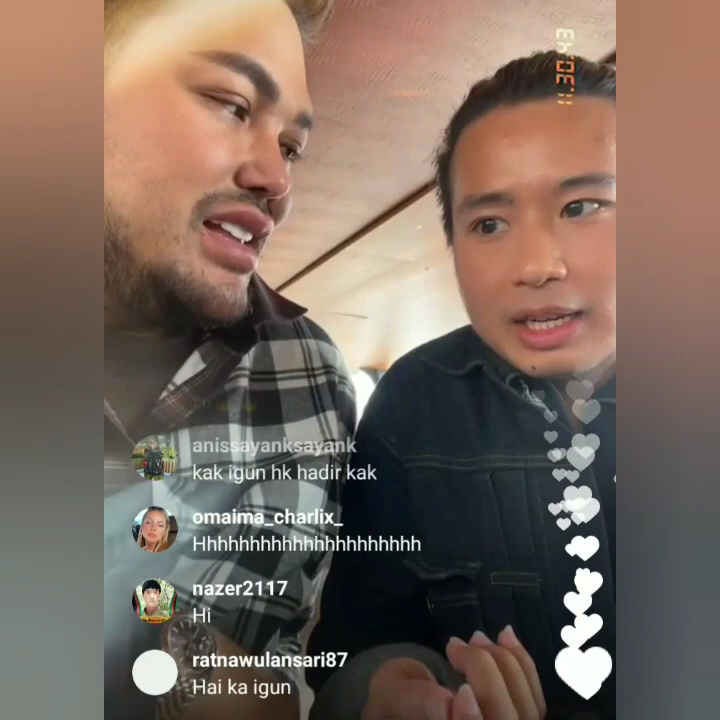 anissayanksayank
kak igun hk hadir kak
omaima_charlix_
Hhhhhhhhhhhhhhhhhhhhh
nazer2117
Hi
ratnawulansari87
Hai ka igun